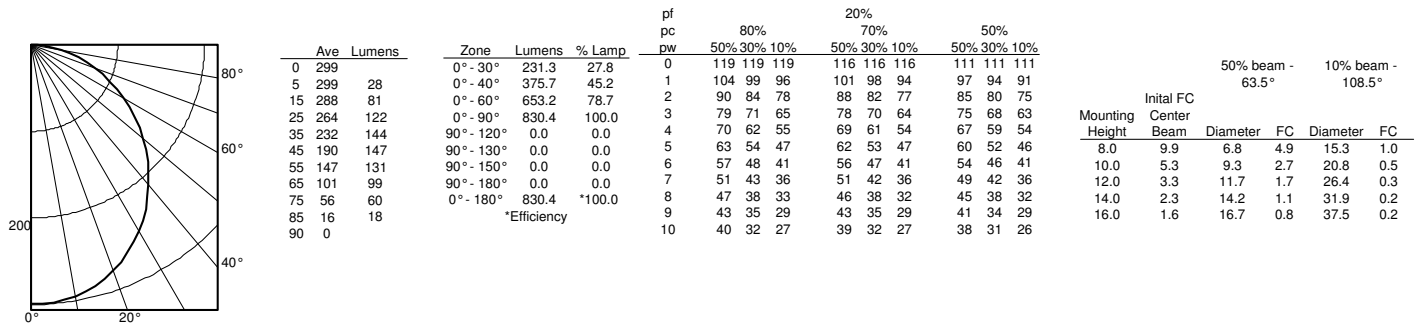 80°
60°
200
40°
0°
20°
Ave Lumens
0 299
5 299 28
15 288 81
25 264 122
35 232 144
45 190 147
55 147 131
65 101 99
75 56 60
85 16 18
90 0
Zone Lumens % Lamp
0°- 30° 231.3 27.8
0°- 40° 375.7 45.2
0°- 60° 653.2 78.7
0°- 90° 830.4 100.0
90°- 120° 0.0 0.0
90°- 130° 0.0 0.0
90°- 150° 0.0 0.0
90°- 180° 0.0 0.0
0°- 180° 830.4 *100.0
*Efficiency
pf 20%
pc 80% 70% 50%
pw 50% 30% 10% 50% 30% 10% 50% 30% 10%
0 119 119 119 116 116 116 111 111 111
1 104 99 96 101 98 94 97 94 91
2 90 84 78 88 82 77 85 80 75
3 79 71 65 78 70 64 75 68 63
4 70 62 55 69 61 54 67 59 54
5 63 54 47 62 53 47 60 52 46
6 57 48 41 56 47 41 54 46 41
7 51 43 36 51 42 36 49 42 36
8 47 38 33 46 38 32 45 38 32
9 43 35 29 43 35 29 41 34 29
10 40 32 27 39 32 27 38 31 26
50% beam - 10% beam -
63.5° 108.5°
Inital FC
Mounting Center
Height Beam Diameter FC Diameter FC
8.0 9.9 6.8 4.9 15.3 1.0
10.0 5.3 9.3 2.7 20.8 0.5
12.0 3.3 11.7 1.7 26.4 0.3
14.0 2.3 14.2 1.1 31.9 0.2
16.0 1.6 16.7 0.8 37.5 0.2